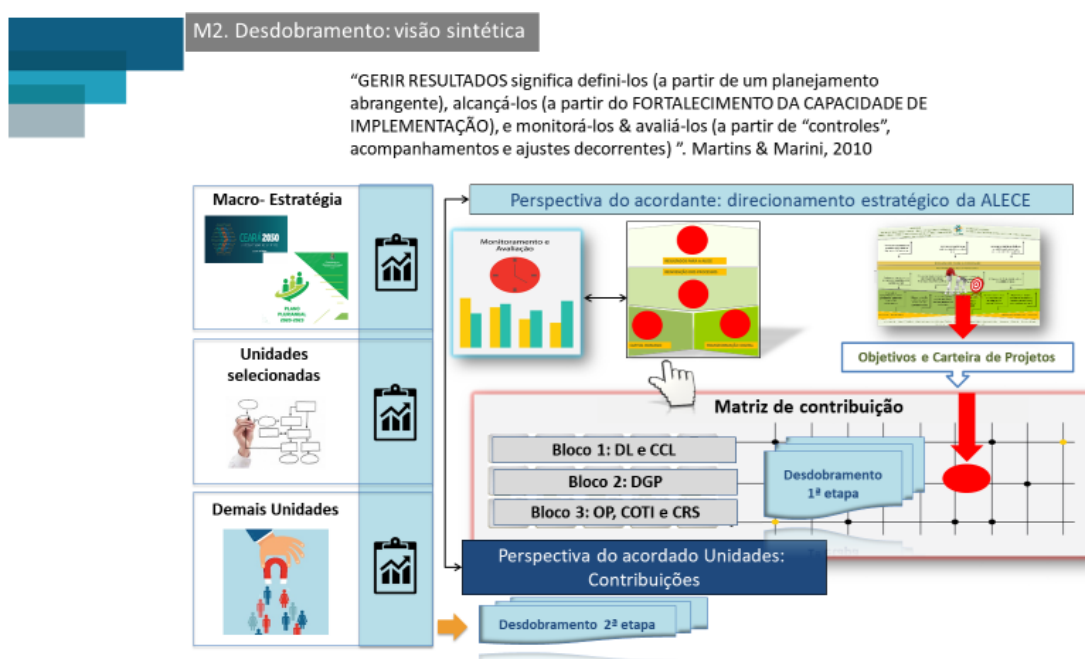 M2. Desdobramento: visão sintética
“GERIR RESULTADOS significa defini-los (a partir de um planejamento
abrangente), alcançá-los (a partir do FORTALECIMENTO DA CAPACIDADE DE
IMPLEMENTAÇÃO), e monitorá-los & avaliá-los (a partir de “controles”,
acompanhamentos e ajustes decorrentes) ”. Martins & Marini, 2010
Macro- Estratégia
CEARÁ 2050
PLANO
PLURIANUAL
Unidades
selecionadas
Demais Unidades
Perspectiva do acordante: direcionamento estratégico da ALECE
Monitoramento e
Avaliação
Objetivos e Carteira de Projetos
Matriz de contribuição
Bloco 1: DL e CCL
Bloco 2: DGP
Bloco 3: OP, COTI e CRS
Desdobramento
1ª etapa
Perspectiva do acordado Unidades:
Contribuições
Desdobramento 2ª etapa